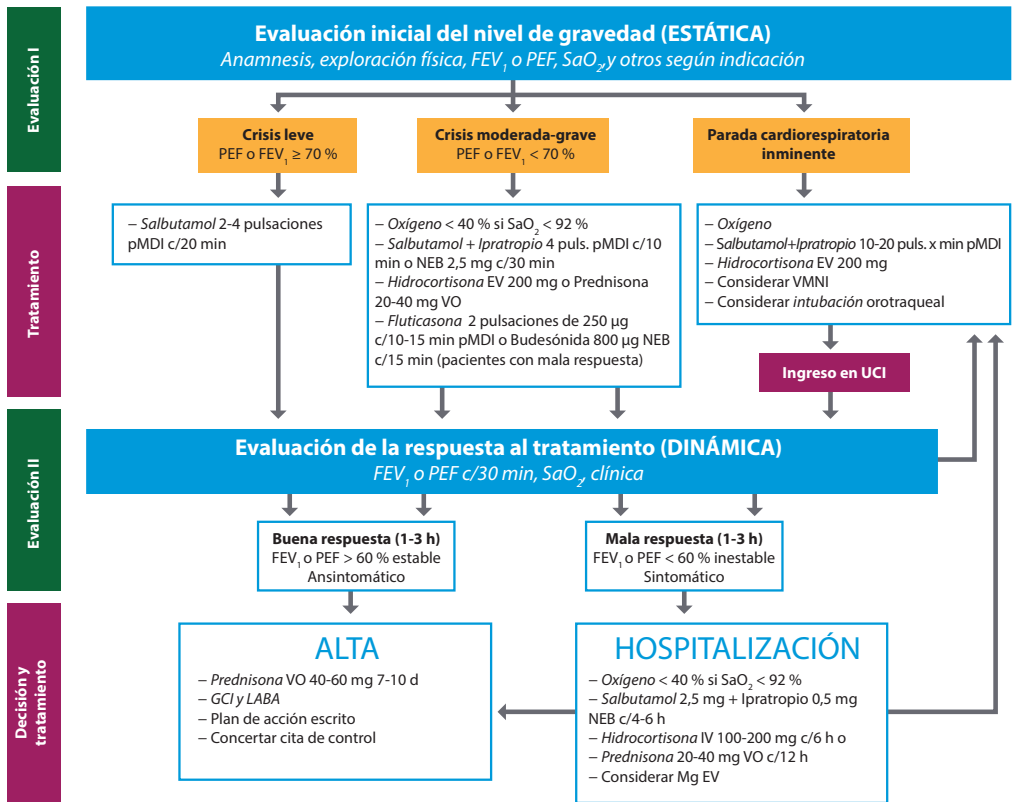 Evaluación I
Evaluación inicial del nivel de gravedad (ESTÁTICA)
Anamnesis, exploración física, FEV₁ o PEF, SaO₂, y otros según indicación
Crisis leve
PEF o FEV₁ ≥ 70 %
Crisis moderada-grave
PEF o FEV₁ < 70 %
Parada cardiorespiratoria
inminente
Tratamiento
– Salbutamol 2-4 pulsaciones
pMDI c/20 min
– Oxígeno < 40 % si SaO₂ < 92 %
– Salbutamol + Ipratropio 4 puls. pMDI c/10
min o NEB 2,5 mg c/30 min
– Hidrocortisona EV 200 mg o Prednisona
20-40 mg VO
– Fluticasona 2 pulsaciones de 250 µg
c/10-15 min pMDI o Budesónida 800 µg NEB
c/15 min (pacientes con mala respuesta)
– Oxígeno
– Salbutamol+Ipratropio 10-20 puls. x min pMDI
– Hidrocortisona EV 200 mg
– Considerar VMNI
– Considerar intubación orotraqueal
Ingreso en UCI
Evaluación II
Evaluación de la respuesta al tratamiento (DINÁMICA)
FEV₁ o PEF c/30 min, SaO₂, clínica
Buena respuesta (1-3 h)
FEV₁ o PEF > 60 % estable
Ansintomático
Mala respuesta (1-3 h)
FEV₁ o PEF < 60 % inestable
Sintomático
Decisión y
tratamiento
ALTA
– Prednisona VO 40-60 mg 7-10 d
– GCI y LABA
– Plan de acción escrito
– Concertar cita de control
HOSPITALIZACIÓN
– Oxígeno < 40 % si SaO₂ < 92 %
– Salbutamol 2,5 mg + Ipratropio 0,5 mg
NEB c/4-6 h
– Hidrocortisona IV 100-200 mg c/6 h o
– Prednisona 20-40 mg VO c/12 h
– Considerar Mg EV